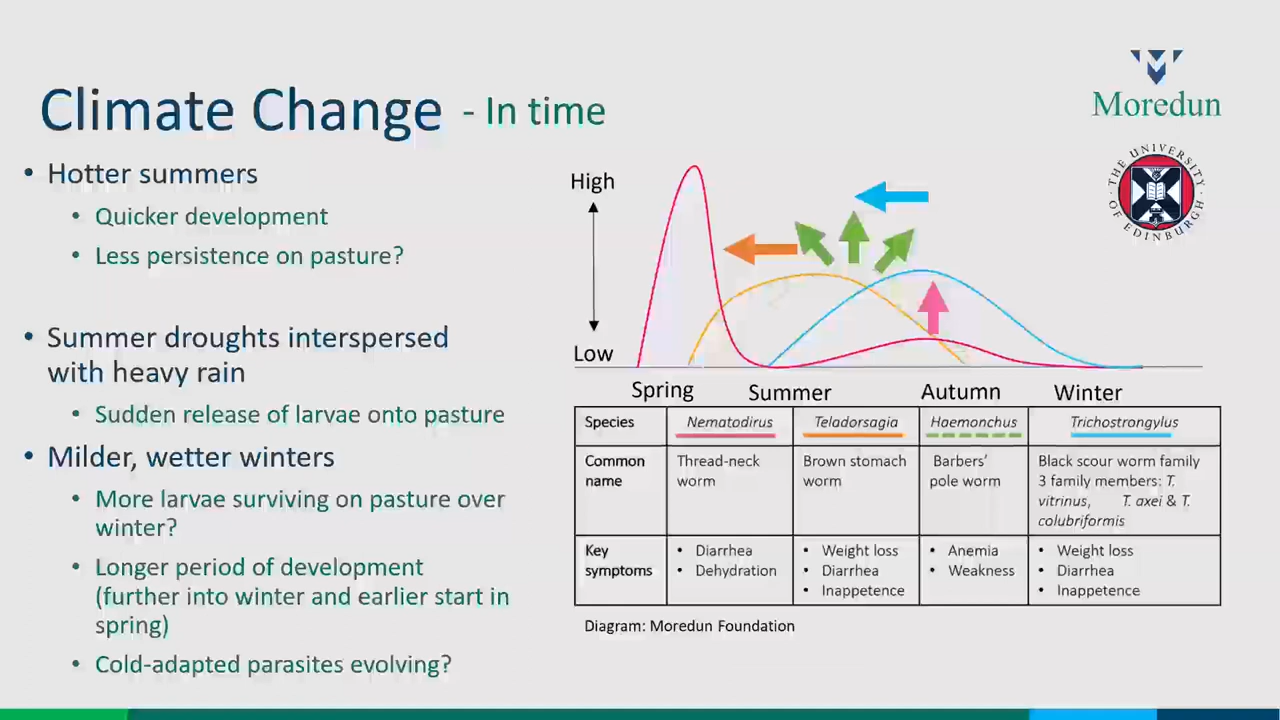 Climate Change - In time
• Hotter summers
• Quicker development
• Less persistence on pasture?
• Summer droughts interspersed
with heavy rain
• Sudden release of larvae onto pasture
• Milder, wetter winters
• More larvae surviving on pasture over
winter?
• Longer period of development
(further into winter and earlier start in
spring)
• Cold-adapted parasites evolving?
Moredun
THE UNIVERSITY
OF EDINBURGH
High
Low
Spring Summer Autumn Winter
Species Nematodirus Teladorsagia Haemonchus Trichostrongylus
Common
name
Thread-neck
worm
Brown stomach
worm
Barbers'
pole worm
Black scour worm family
3 family members: T.
vitrinus, T. axei & T.
colubriformis
Key
symptoms
• Diarrhea
• Dehydration
• Weight loss
• Diarrhea
• Inappetence
• Anemia
• Weakness
• Weight loss
• Diarrhea
• Inappetence
Diagram: Moredun Foundation